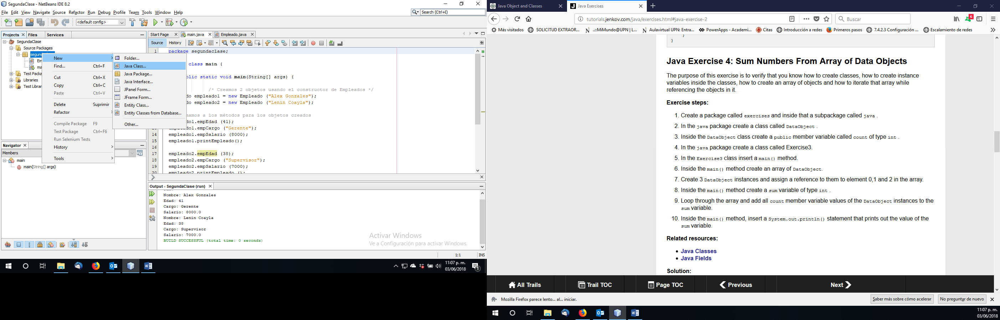 SegundaClase - NetBeans IDE 8.2
File Edit View Navigate Source Refactor Run Debug Profile Team Tools Window Help
Search (Ctrl+I)
<default config>
Projects Files Services
SegundaClase
Source Packages
segun
Em
ma
Test Packa
Libraries
Test Librar
New
Find... Ctrl+F
Cut Ctrl+X
Copy Ctrl+C
Paste Ctrl+V
Delete Suprimir
Refactor
Compile Package F9
Test Package Ctrl+F6
Run Selenium Tests
History
Tools
Folder...
Java Class...
Java Package...
Java Interface...
JPanel Form...
JFrame Form...
Entity Class...
Entity Classes from Database...
Other...
Navigator
Members
main
main(String[] args)
Start Page main.java Empleado.java
Source History
1 package segundaclase;
class main {
lic static void main(String[] args) {
/* Creamos 2 objetos usando el constructor de Empleados */
do empleado1 = new Empleado ("Alex Gonzales");
do empleado2 = new Empleado ("Lenin Coayla");
mamos a los métodos para los objetos creados
.empEdad (41);
empleado1.empCargo ("Gerente");
14 empleado1.empSalario (8000);
15 empleado1.printEmpleado();
16
17 empleado2.empEdad (38);
18 empleado2.empCargo ("Supervisor");
19 empleado2.empSalario (7000);
20 empleado2.printEmpleado ();
Output - SegundaClase (run)
run:
Nombre: Alex Gonzales
Edad: 41
Cargo: Gerente
Salario: 8000.0
Nombre: Lenin Coayla
Edad: 38
Cargo: Supervisor
Salario: 7000.0
BUILD SUCCESSFUL (total time: 0 seconds)
Activar Windows
Ve a Configuración para activar Windows.
1:1 INS
11:07 p. m.
03/06/2018
1
Java Object and Classes
Java Exercises
tutorials.jenkov.com/java/exercises.html#java-exercise-2
Buscar
6
Más visitados SOLICITUD EXTRAOR... ..::MiMundo@UPN | L... Aulavirtual UPN: Entra... PowerApps - Academi... Citas Introducción a redes Primeros pasos 7.4.2.3 Configuración ... Escalamiento de redes
}
}
Java Exercise 4: Sum Numbers From Array of Data Objects
The purpose of this exercise is to verify that you know how to create classes, how to create instance
variables inside the classes, how to create an array of objects and how to iterate that array while
referencing the objects in it.
Exercise steps:
1. Create a package called exercises and inside that a subpackage called java .
2. In the java package create a class called DataObject .
3. Inside the DataObject class create a public member variable called count of type int .
4. In the java package create a class called Exercise3.
5. In the Exercise3 class insert a main() method.
6. Inside the main() method create an array of DataObject.
7. Create 3 DataObject instances and assign a reference to them to element 0,1 and 2 in the array.
8. Inside the main() method create a sum variable of type int .
9. Loop through the array and add all count member variable values of the DataObject instances to the
sum variable.
10. Inside the main() method, insert a System.out.println() statement that prints out the value of the
sum variable.
Related resources:
Java Classes
Java Fields
Solution:
All Trails Trail TOC Page TOC Previous Next
Mozilla Firefox parece lento... al... iniciar.
Saber más sobre cómo acelerar
No preguntar de nuevo
11:07 p. m.
03/06/2018